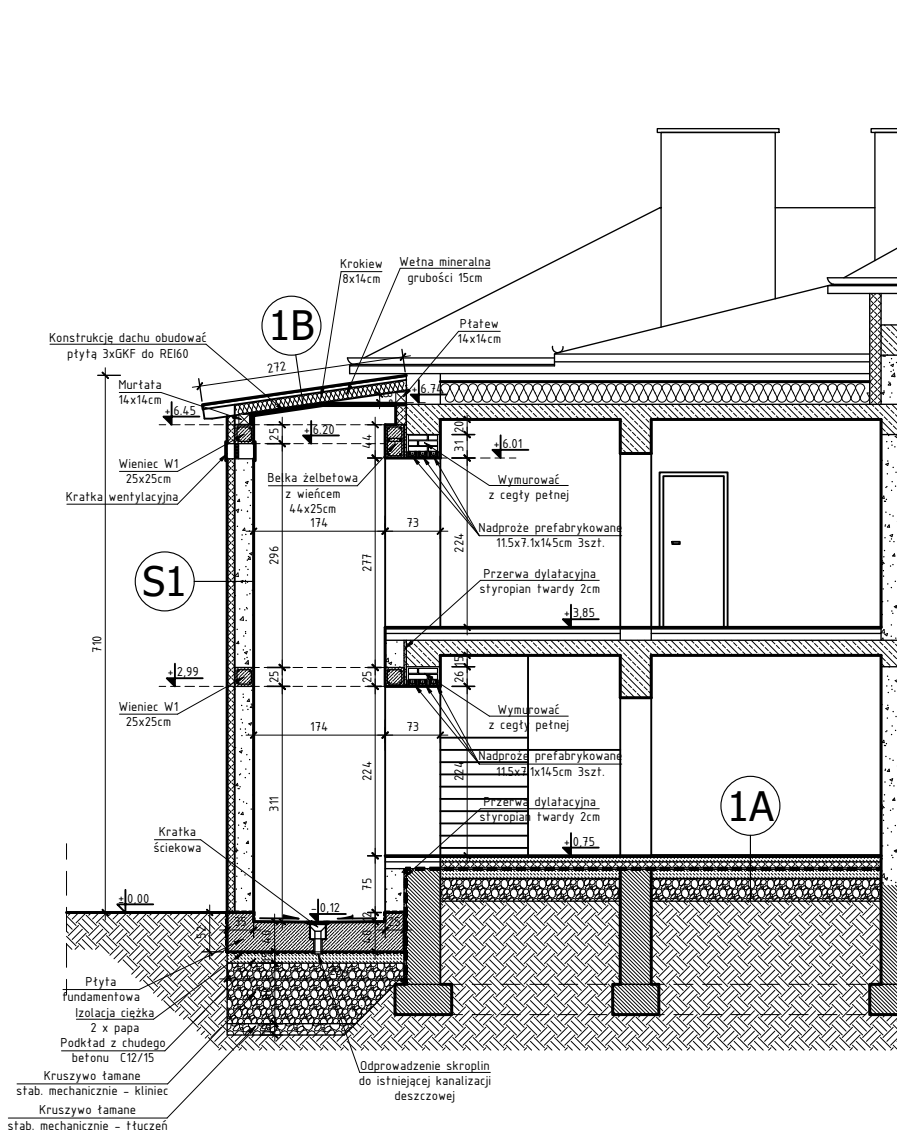 Krokiew
8x14cm
Wełna mineralna
grubości 15cm
1B
Płatew
14x14cm
Konstrukcję dachu obudować
płytą 3xGKF do REI60
272
Murłata
14x14cm
+6.74
+6.45
+6.20
25
44
31
20
+6.01
Wieniec W1
25x25cm
Kratka wentylacyjna
Belka żelbetowa
z wieńcem
44x25cm
Wymurować
z cegły pełnej
174
73
Nadproże prefabrykowane
11.5x7.1x145cm 3szt.
296
277
224
S1
Przerwa dylatacyjna
styropian twardy 2cm
+3,85
710
+2,99
25
25
26
15
Wieniec W1
25x25cm
Wymurować
z cegły pełnej
174
73
Nadproże prefabrykowane
11.5x7.1x145cm 3szt.
224
224
311
Przerwa dylatacyjna
styropian twardy 2cm
1A
Kratka
ściekowa
+0,75
75
±0,00
-0,12
52
40
40
Płyta
fundamentowa
Izolacja ciężka
2 x papa
Podkład z chudego
betonu C12/15
Kruszywo łamane
stab. mechanicznie - kliniec
Kruszywo łamane
stab. mechanicznie - tłuczeń
Odprowadzenie skroplin
do istniejącej kanalizacji
deszczowej